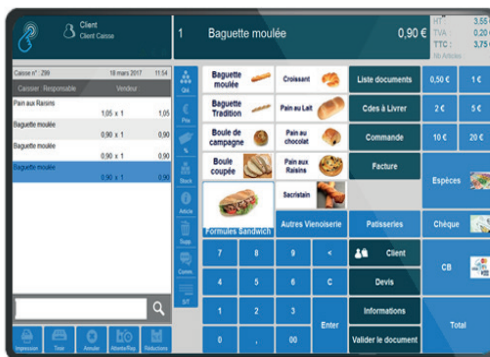 Client
Client Caisse
1 Baguette moulée 0,90 €
HT 3,55
TVA : 0,20
TTC : 3,75
Nb Articles
Caisse n° : Z99 18 mars 2017 11:54
Caissier Responsable Vendeur
Pain aux Raisins
1,05 x 1 1,05
Baguette moulée
0,90 x 1 0,90
Baguette moulée
0,90 x 1 0,90
Baguette moulée
0,90 x 1 0,90
Impression
Tiroir
Annuler
Attente/Rep.
Réductions
Qté
Prix
%
Stock
Article
Supp.
Comm.
S/T
Baguette moulée
Croissant
Baguette Tradition
Pain au Lait
Boule de campagne
Pain au chocolat
Boule coupée
Pain aux Raisins
Formules Sandwich
Sacristain
Autres Viennoiserie
Patisseries
Liste documents
Cdes à Livrer
Commande
Facture
0,50 € 1 €
2 € 5 €
10 € 20 €
Espèces
Chèque
CB
Total
7 8 9 <
4 5 6 C
1 2 3
0 , 00
Enter
Client
Devis
Informations
Valider le document